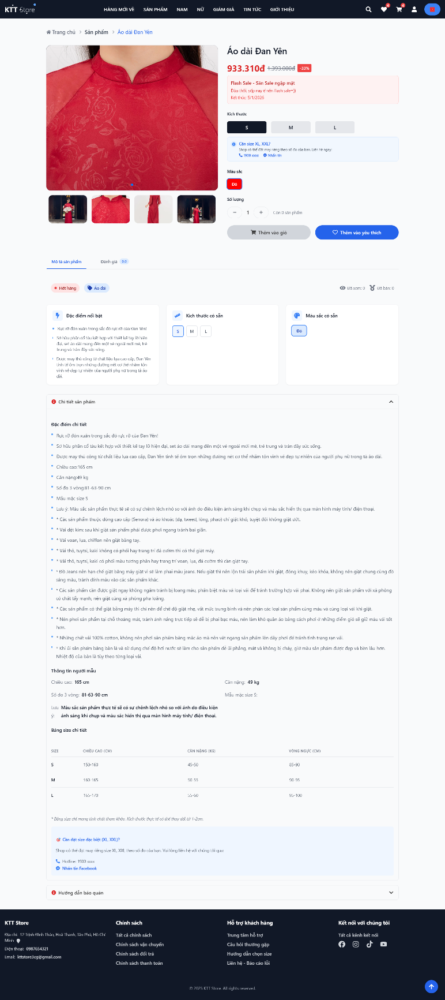 KTT Store
HÀNG MỚI VỀ
SẢN PHẨM
NAM
NỮ
GIẢM GIÁ
TIN TỨC
GIỚI THIỆU
4
4
Trang chủ
Sản phẩm
Áo dài Đan Yên
Áo dài Đan Yên
933.310đ 1.393.000đ -33%
Flash Sale - Săn Sale ngập mặt
Kết thúc: 5/1/2026
Kích thước
S
M
L
Cần size XL, XXL?
Shop có thể đặt may riêng theo số đo của bạn. Liên hệ ngay:
1900 xxxx
Nhắn tin
Màu sắc
Đỏ
Số lượng
1
Còn 0 sản phẩm
Thêm vào giỏ
Thêm vào yêu thích
Mô tả sản phẩm
Đánh giá 0.0
Hết hàng
Áo dài
Đã xem: 0
Đã bán: 0
Đặc điểm nổi bật
Rực rỡ đón xuân trong sắc đỏ rực rỡ của Đan Yên!
Sở hữu phần cổ tàu kết hợp với thiết kế tay lỡ hiện
đại, set áo dài mang đến một vẻ ngoài mới mẻ, trẻ
trung và tràn đầy sức sống.
Được may thủ công từ chất liệu lụa cao cấp, Đan Yên
tinh tế ôm trọn những đường nét cơ thể nhằm tôn
vinh vẻ đẹp tự nhiên của người phụ nữ trong tà áo
dài.
Kích thước có sẵn
S
M
L
Màu sắc có sẵn
Đỏ
Chi tiết sản phẩm
Đặc điểm chi tiết
Rực rỡ đón xuân trong sắc đỏ rực rỡ của Đan Yên!
Sở hữu phần cổ tàu kết hợp với thiết kế tay lỡ hiện đại, set áo dài mang đến một vẻ ngoài mới mẻ, trẻ trung và tràn đầy sức sống.
Được may thủ công từ chất liệu lụa cao cấp, Đan Yên tinh tế ôm trọn những đường nét cơ thể nhằm tôn vinh vẻ đẹp tự nhiên của người phụ nữ trong tà áo dài.
Chiều cao:165 cm
Cân nặng:49 kg
Số đo 3 vòng:81-63-90 cm
Mẫu mặc size S
Lưu ý: Màu sắc sản phẩm thực tế sẽ có sự chênh lệch nhỏ so với ảnh do điều kiện ánh sáng khi chụp và màu sắc hiển thị qua màn hình máy tính/ điện thoại.
* Các sản phẩm thuộc dòng cao cấp (Senora) và áo khoác (dạ, tweed, lông, phao) chỉ giặt khô, tuyệt đối không giặt ướt.
* Vải dệt kim: sau khi giặt sản phẩm phải được phơi ngang tránh bai giãn.
* Vải voan, lụa, chiffon nên giặt bằng tay.
* Vải thô, tuytsi, kaki không có phối hay trang trí đá cườm thì có thể giặt máy.
* Vải thô, tuytsi, kaki có phối màu tương phản hay trang trí voan, lụa, đá cườm thì cần giặt tay.
* Đồ Jeans nên hạn chế giặt bằng máy giặt vì sẽ làm phai màu jeans. Nếu giặt thì nên lộn trái sản phẩm khi giặt, đóng khuy, kéo khóa, không nên giặt chung cùng đồ
sáng màu, tránh dính màu vào các sản phẩm khác.
* Các sản phẩm cần được giặt ngay không ngâm tránh bị loang màu, phân biệt màu và loại vải để tránh trường hợp vải phai. Không nên giặt sản phẩm với xà phòng
có chất tẩy mạnh, nên giặt cùng xà phòng pha loãng.
* Các sản phẩm có thể giặt bằng máy thì chỉ nên để chế độ giặt nhẹ, vắt mức trung bình và nên phân các loại sản phẩm cùng màu và cùng loại vải khi giặt.
* Nên phơi sản phẩm tại chỗ thoáng mát, tránh ánh nắng trực tiếp sẽ dễ bị phai bạc màu, nên làm khô quần áo bằng cách phơi ở những điểm gió sẽ giữ màu vải tốt
hơn.
* Những chất vải 100% cotton, không nên phơi sản phẩm bằng mắc áo mà nên vắt ngang sản phẩm lên dây phơi để tránh tình trạng rạn vải.
* Khi ủi sản phẩm bằng bàn là và sử dụng chế độ hơi nước sẽ làm cho sản phẩm dễ ủi phẳng, mát và không bị cháy, giữ màu sản phẩm được đẹp và bền lâu hơn.
Nhiệt độ của bàn là tùy theo từng loại vải.
Thông tin người mẫu
Chiều cao: 165 cm
Cân nặng: 49 kg
Số đo 3 vòng: 81-63-90 cm
Mẫu mặc size S:
Lưu ý: Màu sắc sản phẩm thực tế sẽ có sự chênh lệch nhỏ so với ảnh do điều kiện
ánh sáng khi chụp và màu sắc hiển thị qua màn hình máy tính/ điện thoại.
Bảng size chi tiết
SIZE CHIỀU CAO (CM) CÂN NẶNG (KG) VÒNG NGỰC (CM)
S 150-160 45-50 85-90
M 160-165 50-55 90-95
L 165-170 55-60 95-100
* Bảng size chỉ mang tính chất tham khảo. Kích thước thực tế có thể thay đổi từ 1-2cm.
Cần đặt size đặc biệt (XL, XXL)?
Shop có thể đặt may riêng size XL, XXL theo số đo của bạn. Vui lòng liên hệ với chúng tôi qua:
Hotline: 1900 xxxx
Nhắn tin Facebook
Hướng dẫn bảo quản
KTT Store
Địa chỉ: 12 Trịnh Đình Thảo, Hoà Thanh, Tân Phú, Hồ Chí
Minh
Điện thoại: 0987654321
Email: kttstore3cg@gmail.com
Chính sách
Tất cả chính sách
Chính sách vận chuyển
Chính sách đổi trả
Chính sách thanh toán
Hỗ trợ khách hàng
Trung tâm hỗ trợ
Câu hỏi thường gặp
Hướng dẫn chọn size
Liên hệ - Báo cáo lỗi
Kết nối với chúng tôi
Tất cả kênh kết nối
© 2025 KTT Store. All rights reserved.